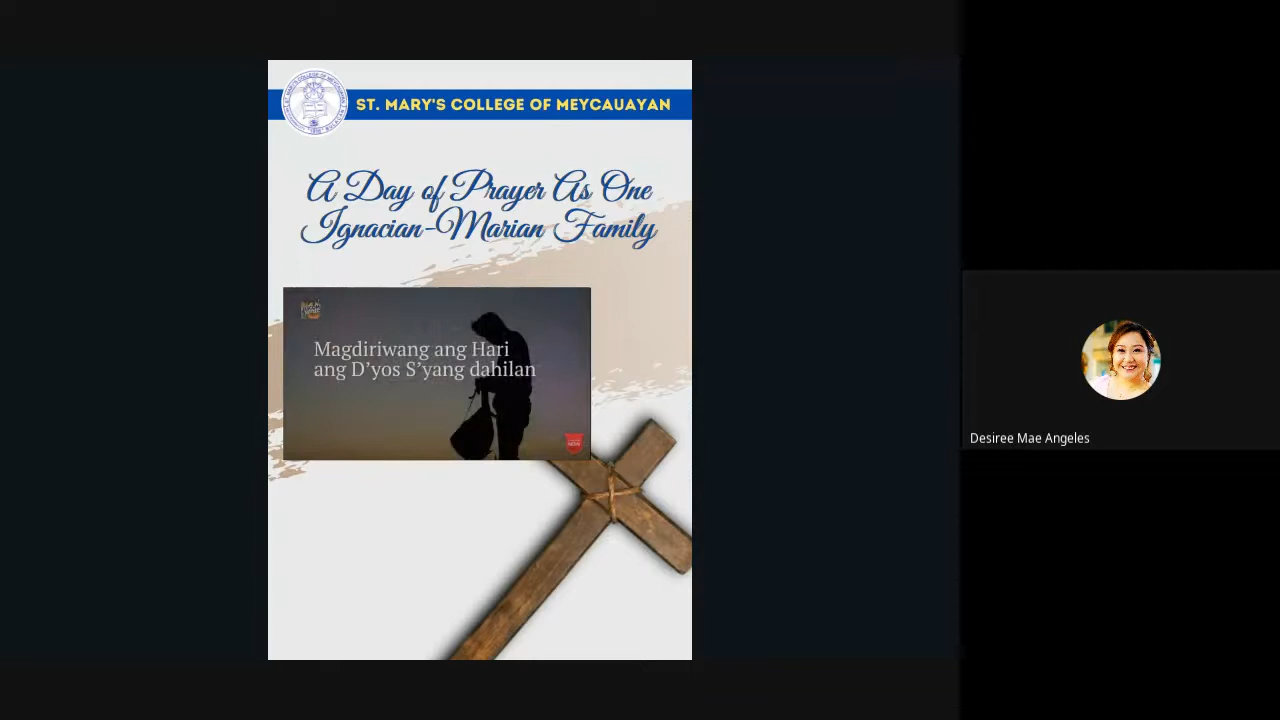 ST. MARY'S COLLEGE OF MEYCAUAYAN
A Day of Prayer As One
Ignacian-Marian Family
Magdiriwang ang Hari
ang D'yos S'yang dahilan
Desiree Mae Angeles